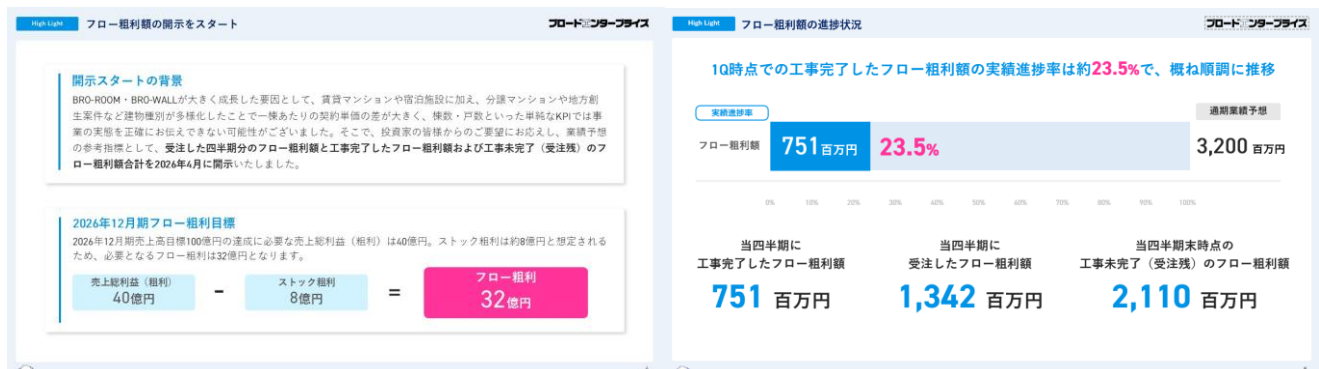 High Light
フロー粗利額の開示をスタート
ブロードエンタープライズ
開示スタートの背景
BRO-ROOM・BRO-WALLが大きく成長した要因として、賃貸マンションや宿泊施設に加え、分譲マンションや地方創
生案件など建物種別が多様化したことで一棟あたりの契約単価の差が大きく、棟数・戸数といった単純なKPIでは事
業の実態を正確にお伝えできない可能性がございました。そこで、投資家の皆様からのご要望にお応えし、業績予想
の参考指標として、受注した四半期分のフロー粗利額と工事完了したフロー粗利額および工事未完了（受注残）のフ
ロー粗利額合計を2026年4月に開示いたしました。
2026年12月期フロー粗利目標
2026年12月期売上高目標100億円の達成に必要な売上総利益（粗利）は40億円。ストック粗利は約8億円と想定される
ため、必要となるフロー粗利は32億円となります。
売上総利益（粗利）
40億円
-
ストック粗利
8億円
=
フロー粗利
32億円
High Light
フロー粗利額の進捗状況
ブロードエンタープライズ
1Q時点での工事完了したフロー粗利額の実績進捗率は約23.5%で、概ね順調に推移
実績進捗率
通期業績予想
フロー粗利額
751百万円
23.5%
3,200 百万円
0% 10% 20% 30% 40% 50% 60% 70% 80% 90% 100%
当四半期に
工事完了したフロー粗利額
751 百万円
当四半期に
受注したフロー粗利額
1,342 百万円
当四半期末時点の
工事未完了（受注残）のフロー粗利額
2,110 百万円